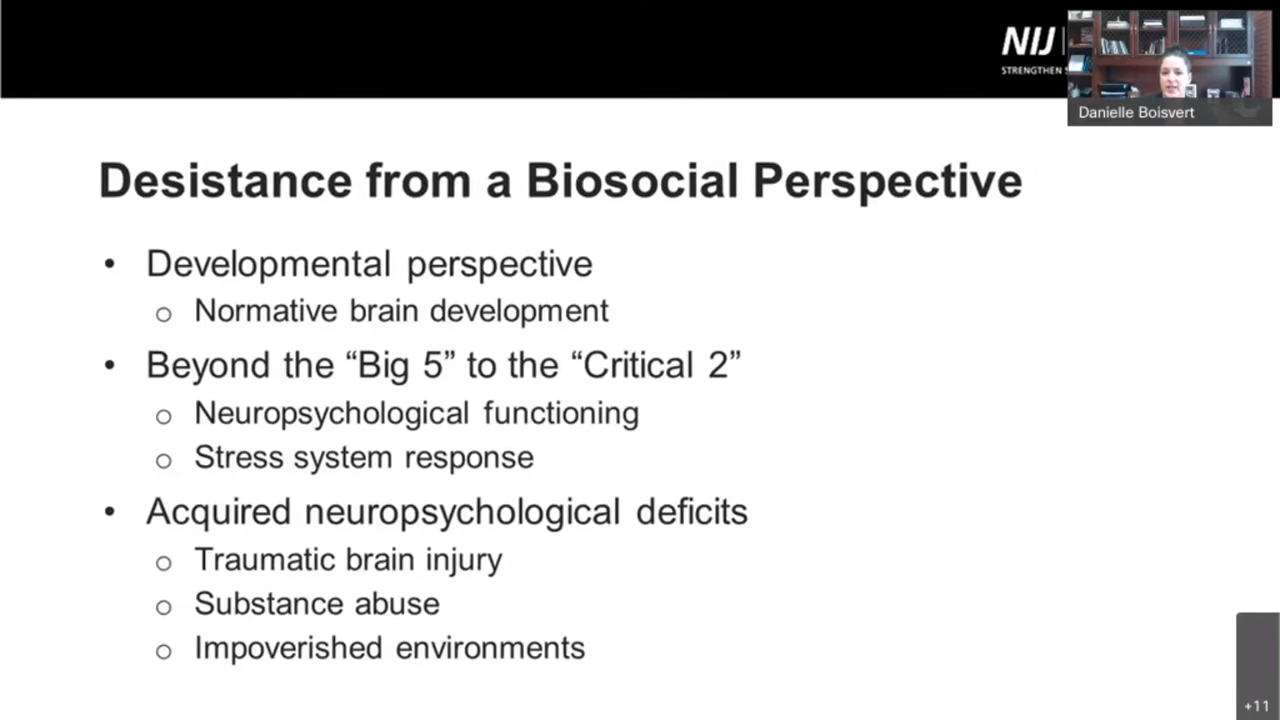 NIJ
STRENGTHEN S
Danielle Boisvert
Desistance from a Biosocial Perspective
• Developmental perspective
o Normative brain development
• Beyond the “Big 5” to the “Critical 2”
o Neuropsychological functioning
o Stress system response
• Acquired neuropsychological deficits
o Traumatic brain injury
o Substance abuse
o Impoverished environments
+11